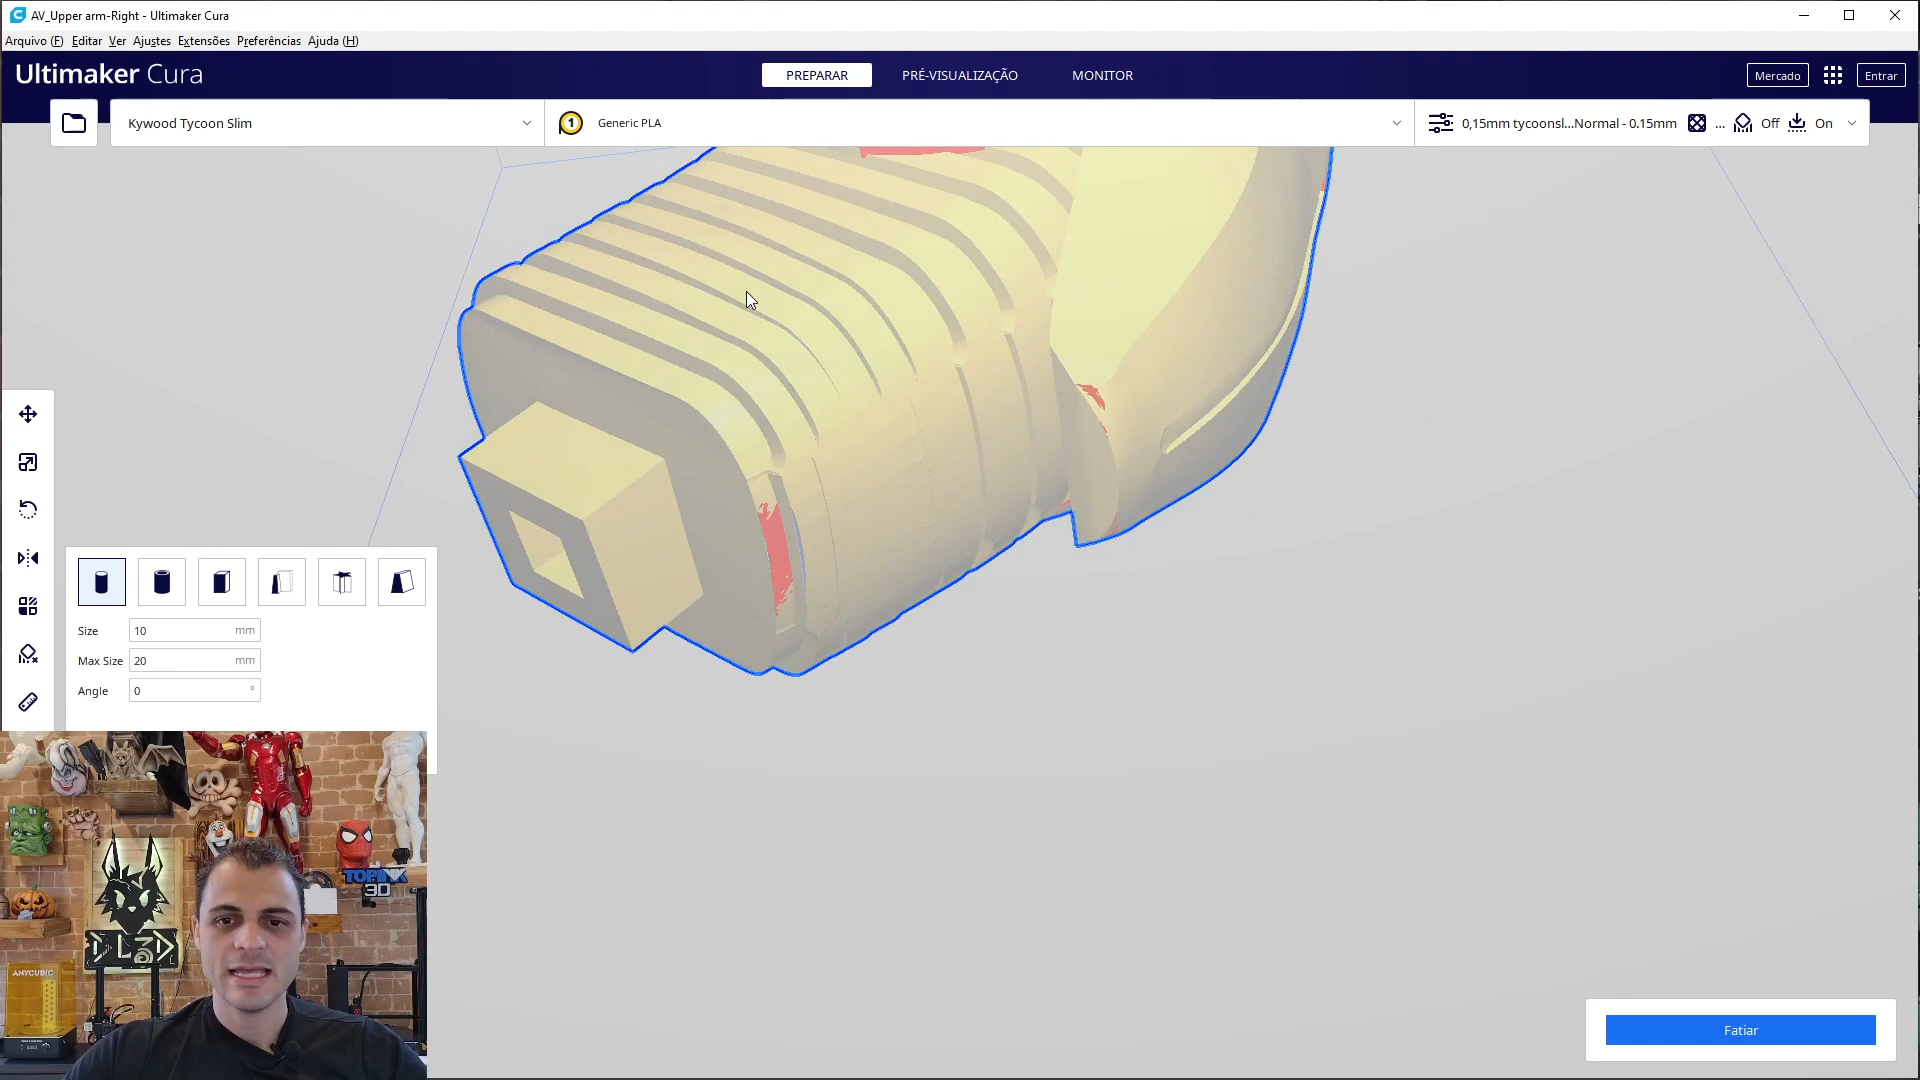 AV_Upper arm-Right - Ultimaker Cura
Arquivo (F) Editar Ver Ajustes Extensões Preferências Ajuda (H)
Ultimaker Cura
PREPARAR
PRÉ-VISUALIZAÇÃO
MONITOR
Mercado
Entrar
Kywood Tycoon Slim
1
Generic PLA
0,15mm tycoonsl...Normal - 0.15mm
...
Off
On
Size 10 mm
Max Size 20 mm
Angle 0 °
TOPINK
3D
DL3D
ANYCUBIC
Fatiar